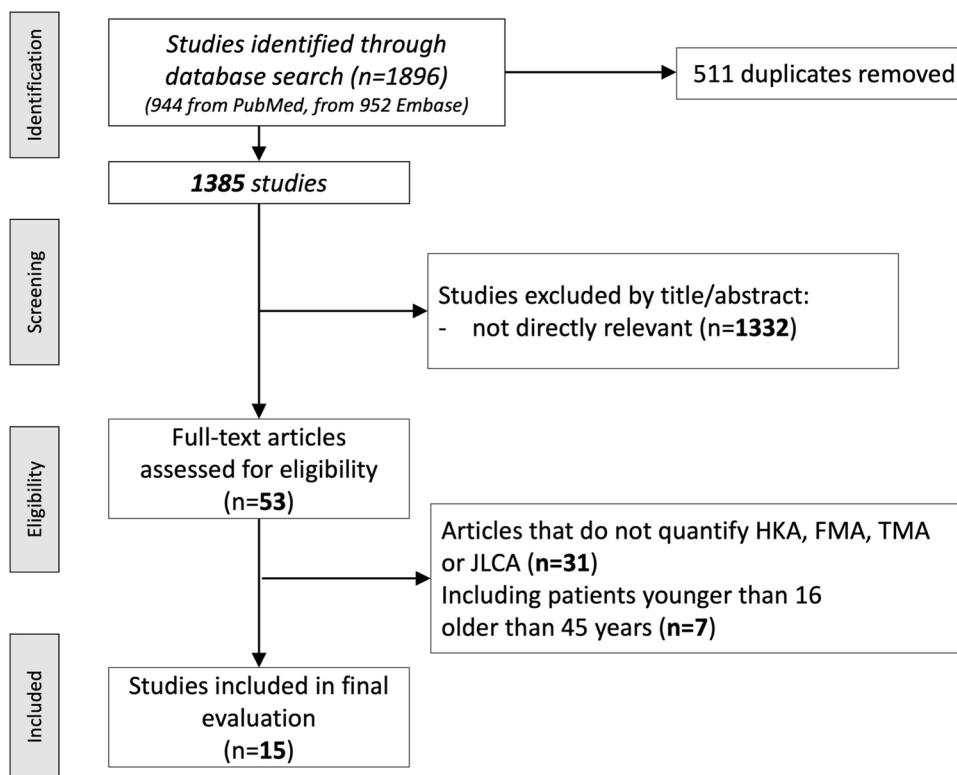 Identification
Studies identified through
database search (n=1896)
(944 from PubMed, from 952 Embase)
511 duplicates removed
1385 studies
Screening
Studies excluded by title/abstract:
- not directly relevant (n=1332)
Eligibility
Full-text articles
assessed for eligibility
(n=53)
Articles that do not quantify HKA, FMA, TMA
or JLCA (n=31)
Including patients younger than 16
older than 45 years (n=7)
Included
Studies included in final
evaluation
(n=15)